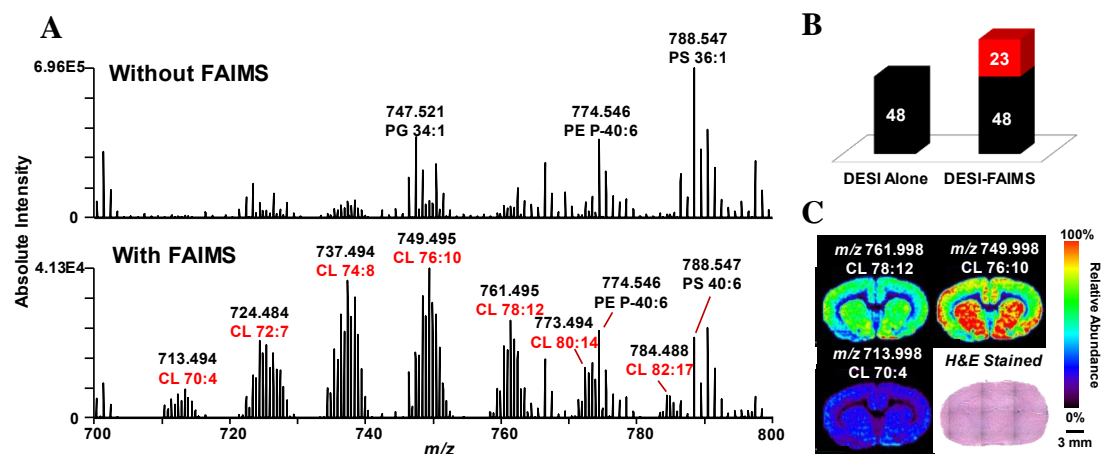 A
Without FAIMS
6.96E5
0
747.521
PG 34:1
774.546
PE P-40:6
788.547
PS 36:1
Absolute Intensity
With FAIMS
4.13E4
0
713.494
CL 70:4
724.484
CL 72:7
737.494
CL 74:8
749.495
CL 76:10
761.495
CL 78:12
773.494
CL 80:14
774.546
PE P-40:6
784.488
CL 82:17
788.547
PS 40:6
700
720
740
760
780
800
m/z
B
48
23
48
DESI Alone
DESI-FAIMS
C
m/z 761.998
CL 78:12
m/z 749.998
CL 76:10
m/z 713.998
CL 70:4
H&E Stained
100%
Relative Abundance
0%
3 mm